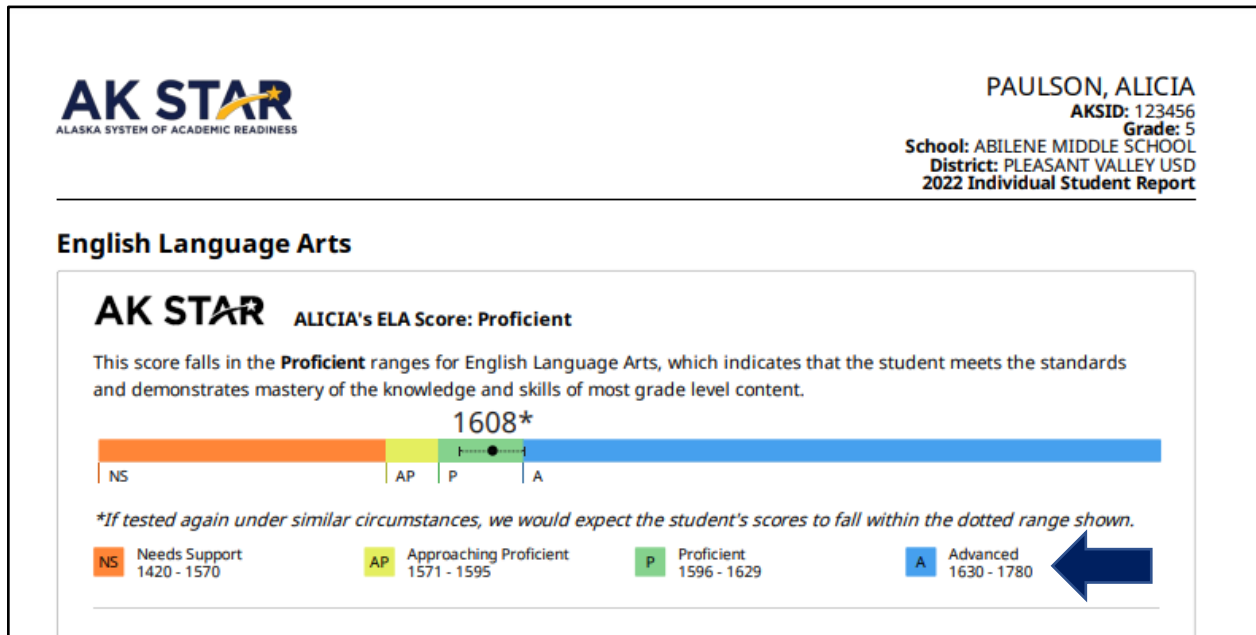 AK STAR
ALASKA SYSTEM OF ACADEMIC READINESS
PAULSON, ALICIA
AKSID: 123456
Grade: 5
School: ABILENE MIDDLE SCHOOL
District: PLEASANT VALLEY USD
2022 Individual Student Report
English Language Arts
AK STAR ALICIA's ELA Score: Proficient
This score falls in the Proficient ranges for English Language Arts, which indicates that the student meets the standards
and demonstrates mastery of the knowledge and skills of most grade level content.
1608*
NS AP P A
*If tested again under similar circumstances, we would expect the student's scores to fall within the dotted range shown.
NS Needs Support AP Approaching Proficient P Proficient A Advanced
1420 - 1570 1571 - 1595 1596 - 1629 1630 - 1780